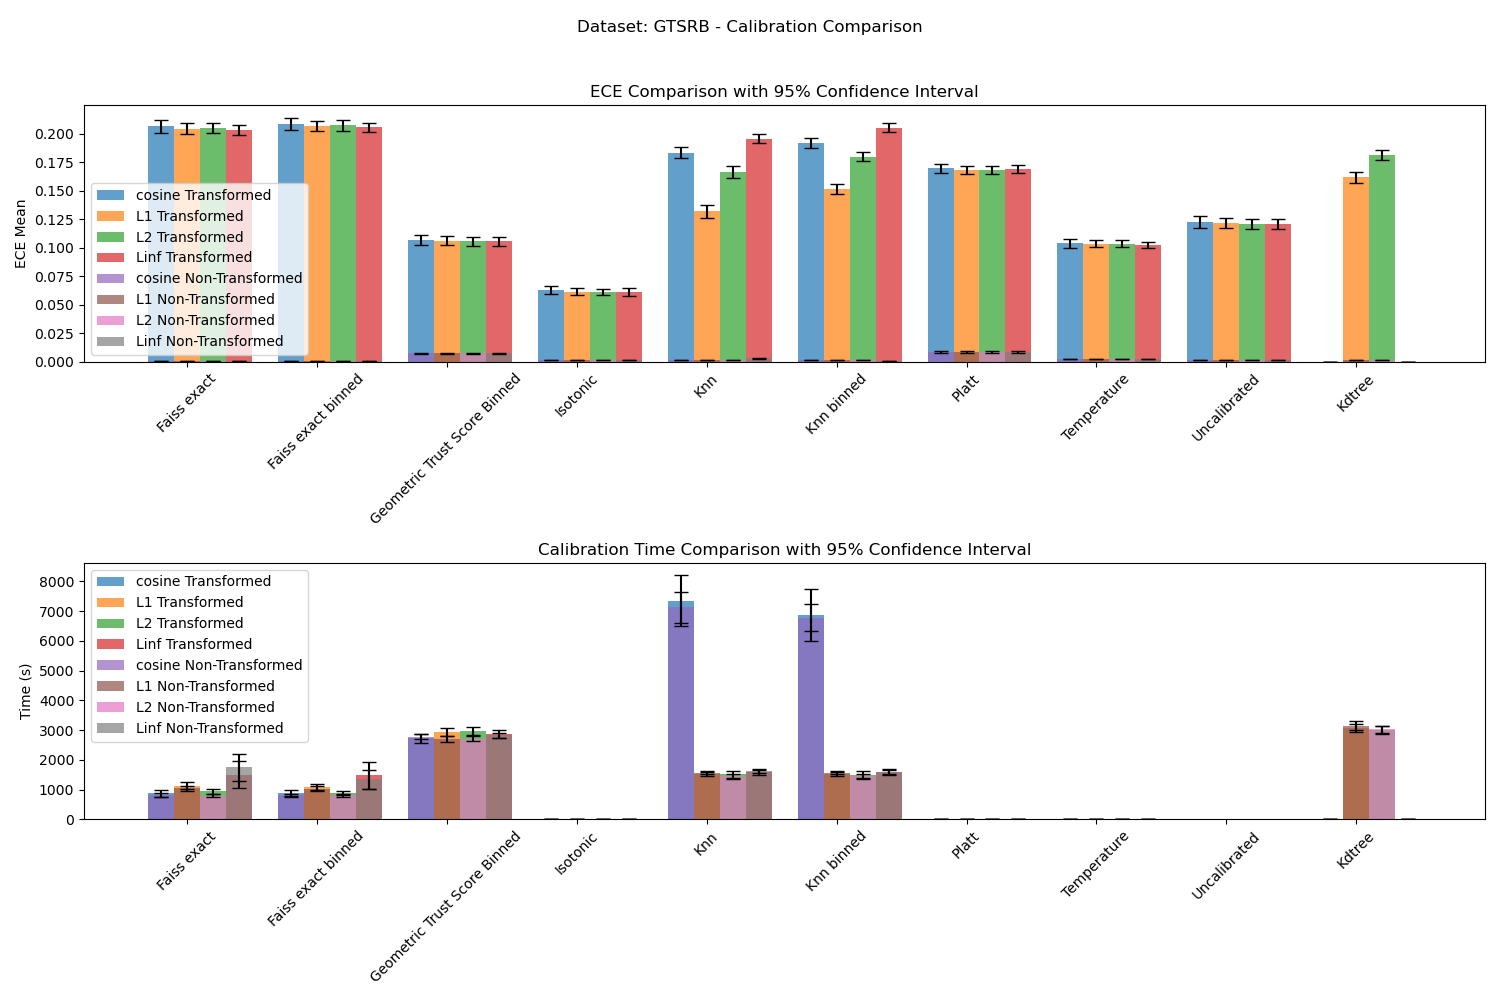 Dataset: GTSRB - Calibration Comparison
ECE Comparison with 95% Confidence Interval
ECE Mean
0.200
0.175
0.150
0.125
0.100
0.075
0.050
0.025
0.000
cosine Transformed
L1 Transformed
L2 Transformed
Linf Transformed
cosine Non-Transformed
L1 Non-Transformed
L2 Non-Transformed
Linf Non-Transformed
Faiss exact
Faiss exact binned
Geometric Trust Score Binned
Isotonic
Knn
Knn binned
Platt
Temperature
Uncalibrated
Kdtree
Calibration Time Comparison with 95% Confidence Interval
Time (s)
8000
7000
6000
5000
4000
3000
2000
1000
0
cosine Transformed
L1 Transformed
L2 Transformed
Linf Transformed
cosine Non-Transformed
L1 Non-Transformed
L2 Non-Transformed
Linf Non-Transformed
Faiss exact
Faiss exact binned
Geometric Trust Score Binned
Isotonic
Knn
Knn binned
Platt
Temperature
Uncalibrated
Kdtree